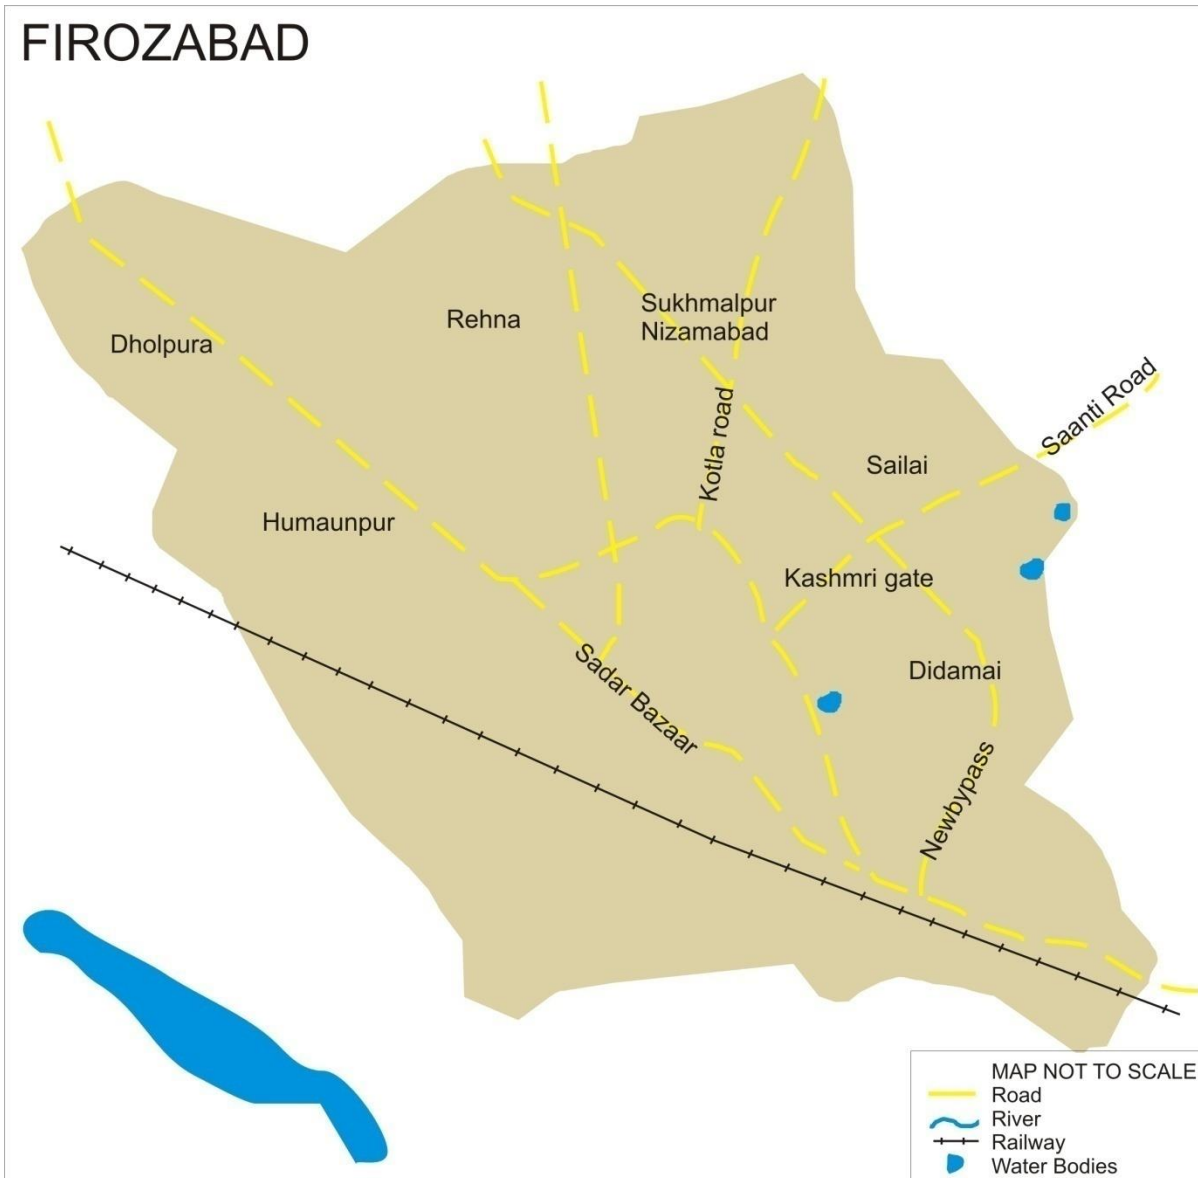 FIROZABAD
Sukhmalpur
Nizamabad
Rehna
Dholpura
Saanti Road
Kotla road
Sailai
Humaunpur
Kashmri gate
Didamai
Sadar Bazaar
Newbypass
MAP NOT TO SCALE
Road
River
Railway
Water Bodies